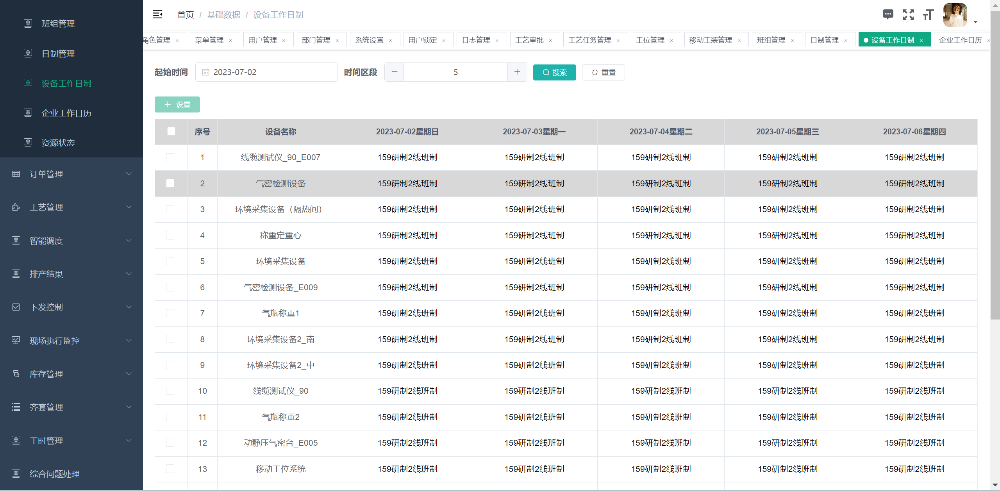 班组管理
日制管理
设备工作日制
企业工作日历
资源状态
订单管理
工艺管理
智能调度
排产结果
下发控制
现场执行监控
库存管理
齐套管理
工时管理
综合问题处理
首页 / 基础数据 / 设备工作日制
角色管理 × 菜单管理 × 用户管理 × 部门管理 × 系统设置 × 用户锁定 × 日志管理 × 工艺审批 × 工艺任务管理 × 工位管理 × 移动工装管理 × 班组管理 × 日制管理 × 设备工作日制 × 企业工作日历 ×
起始时间 2023-07-02 时间区段 − 5 + 搜索 重置
+ 设置
序号 设备名称 2023-07-02星期日 2023-07-03星期一 2023-07-04星期二 2023-07-05星期三 2023-07-06星期四
1 线缆测试仪_90_E007 159研制2线班制 159研制2线班制 159研制2线班制 159研制2线班制 159研制2线班制
2 气密检测设备 159研制2线班制 159研制2线班制 159研制2线班制 159研制2线班制 159研制2线班制
3 环境采集设备（隔热间） 159研制2线班制 159研制2线班制 159研制2线班制 159研制2线班制 159研制2线班制
4 称重定重心 159研制2线班制 159研制2线班制 159研制2线班制 159研制2线班制 159研制2线班制
5 环境采集设备 159研制2线班制 159研制2线班制 159研制2线班制 159研制2线班制 159研制2线班制
6 气密检测设备_E009 159研制2线班制 159研制2线班制 159研制2线班制 159研制2线班制 159研制2线班制
7 气瓶称重1 159研制2线班制 159研制2线班制 159研制2线班制 159研制2线班制 159研制2线班制
8 环境采集设备2_南 159研制2线班制 159研制2线班制 159研制2线班制 159研制2线班制 159研制2线班制
9 环境采集设备2_中 159研制2线班制 159研制2线班制 159研制2线班制 159研制2线班制 159研制2线班制
10 线缆测试仪_90 159研制2线班制 159研制2线班制 159研制2线班制 159研制2线班制 159研制2线班制
11 气瓶称重2 159研制2线班制 159研制2线班制 159研制2线班制 159研制2线班制 159研制2线班制
12 动静压气密台_E005 159研制2线班制 159研制2线班制 159研制2线班制 159研制2线班制 159研制2线班制
13 移动工位系统 159研制2线班制 159研制2线班制 159研制2线班制 159研制2线班制 159研制2线班制